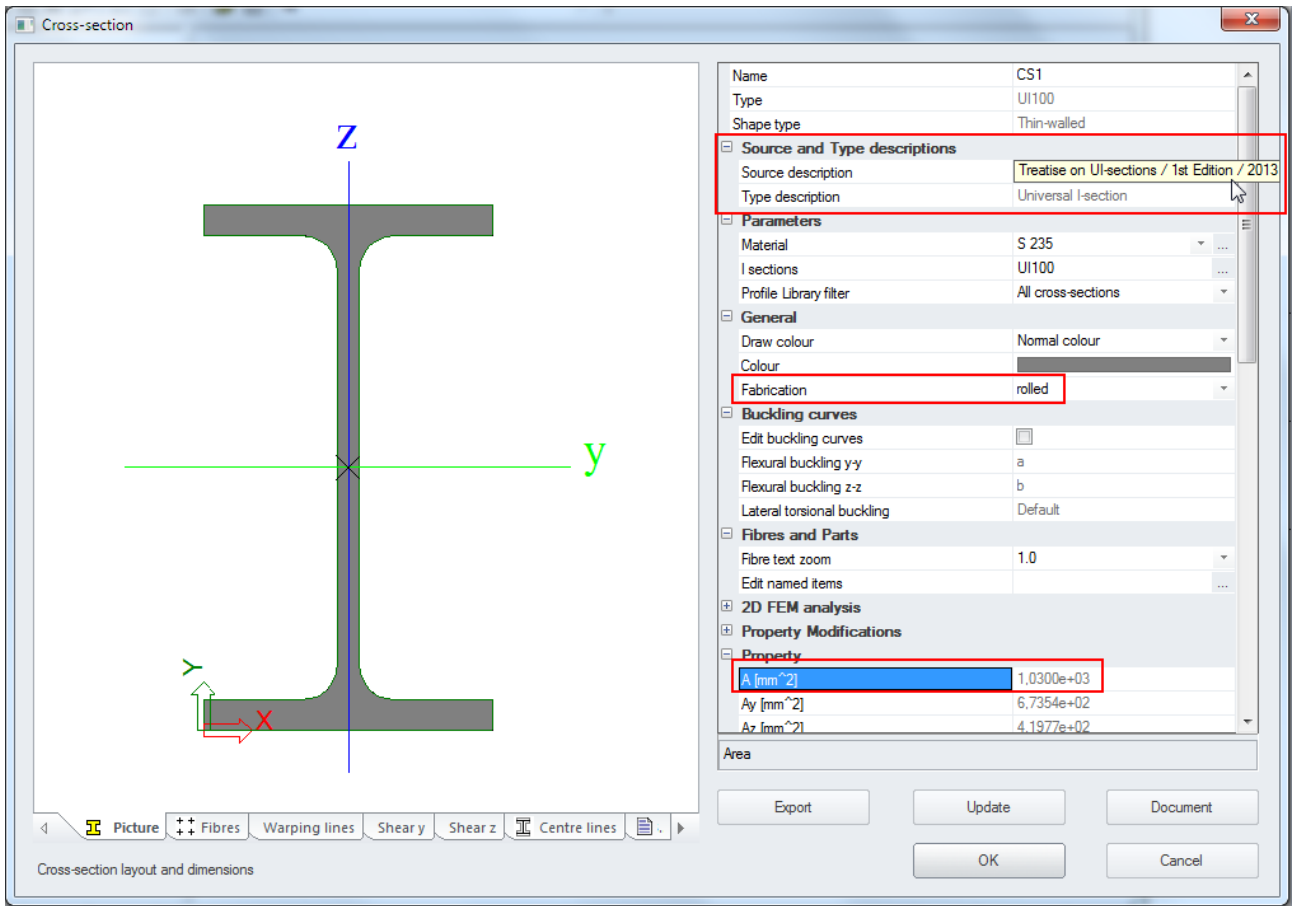 Cross-section
Z
y
Y
X
Name CS1
Type UI100
Shape type Thin-walled
Source and Type descriptions
Source description Treatise on UI-sections / 1st Edition / 2013
Type description Universal I-section
Parameters
Material S 235 ...
I sections UI100 ...
Profile Library filter All cross-sections
General
Draw colour Normal colour
Colour
Fabrication rolled
Buckling curves
Edit buckling curves
Flexural buckling y-y a
Flexural buckling z-z b
Lateral torsional buckling Default
Fibres and Parts
Fibre text zoom 1.0
Edit named items ...
2D FEM analysis
Property Modifications
Property
A [mm^2] 1,0300e+03
Ay [mm^2] 6,7354e+02
Az [mm^2] 4,1977e+02
Area
Picture Fibres Warping lines Shear y Shear z Centre lines
Export Update Document
OK Cancel
Cross-section layout and dimensions